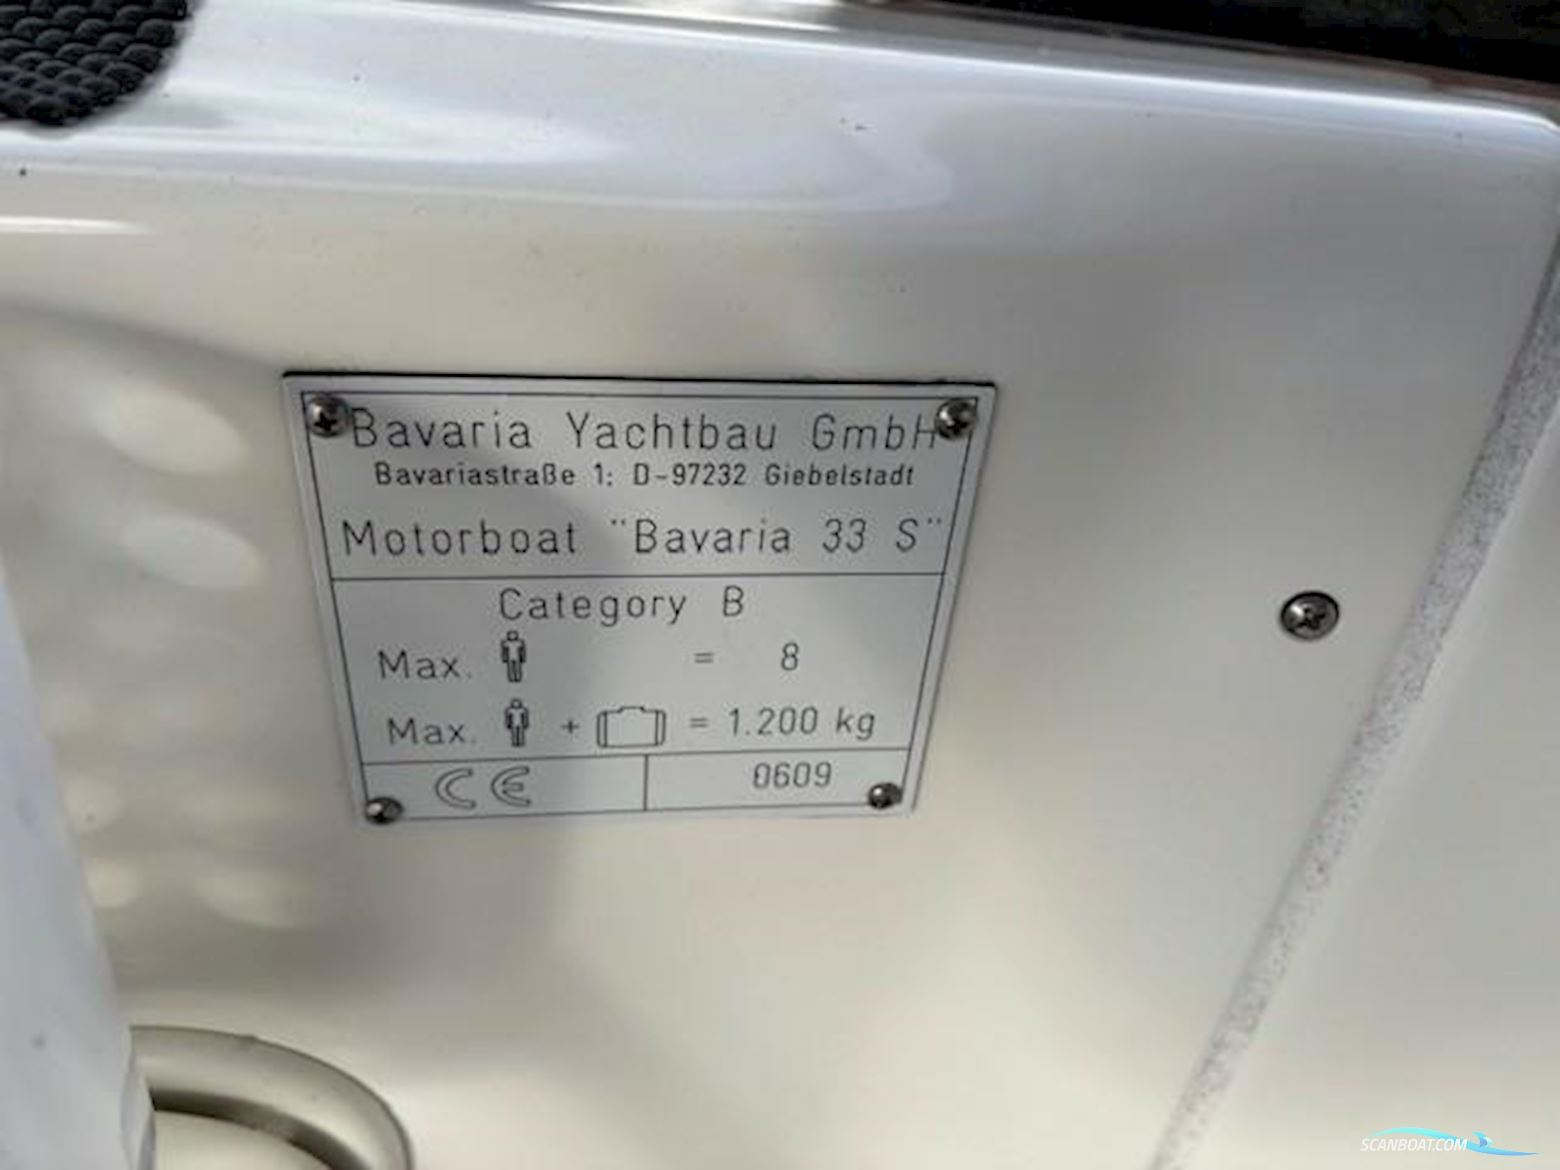 Bavaria Yachtbau GmbH
Bavariastraße 1; D-97232 Giebelstadt
Motorboat "Bavaria 33 S"
Category B
Max. = 8
Max. + = 1.200 kg
CE 0609
SCANBOAT.COM